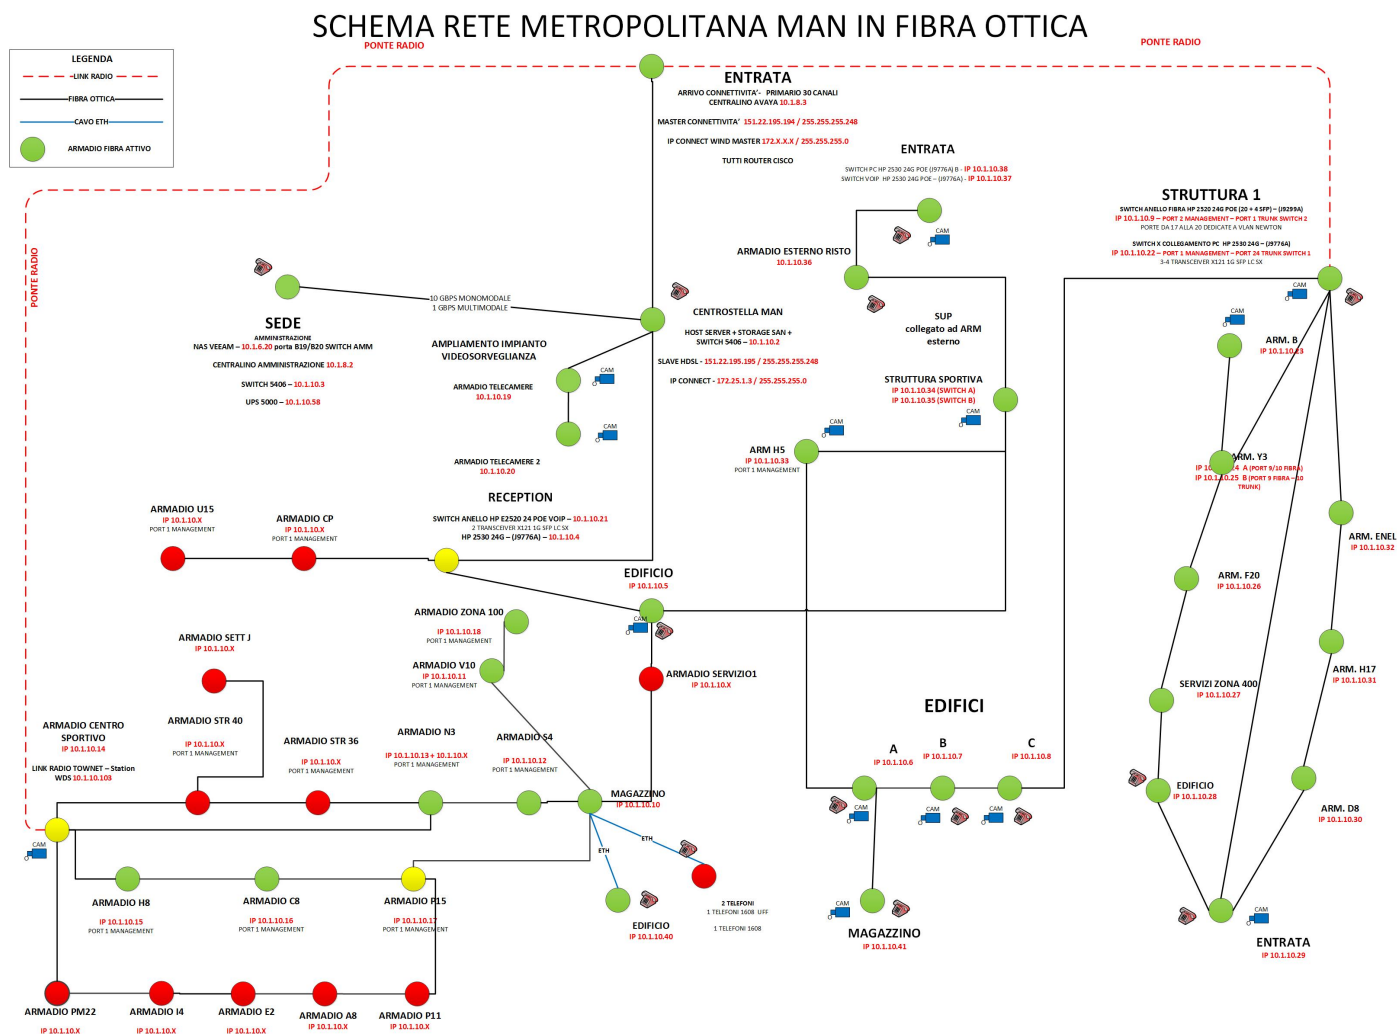 SCHEMA RETE METROPOLITANA MAN IN FIBRA OTTICA
PONTE RADIO
PONTE RADIO
LEGENDA
LINK RADIO
FIBRA OTTICA
CAVO ETH
ARMADIO FIBRA ATTIVO
ENTRATA
ARRIVO CONNETTIVITA'- PRIMARIO 30 CANALI
CENTRALINO AVAYA 10.1.8.3
MASTER CONNETTIVITA' 151.22.195.194 / 255.255.255.248
IP CONNECT WIND MASTER 172.X.X.X / 255.255.255.0
TUTTI ROUTER CISCO
ENTRATA
SWITCH PC HP 2530 24G POE (J9776A) B - IP 10.1.10.38
SWITCH VOIP HP 2530 24G POE – (J9776A) - IP 10.1.10.37
CAM
STRUTTURA 1
SWITCH ANELLO FIBRA HP 2520 24G POE (20 + 4 SFP) – (J9299A)
IP 10.1.10.9 – PORT 2 MANAGEMENT – PORT 1 TRUNK SWITCH 2
PORTE DA 17 ALLA 20 DEDICATE A VLAN NEWTON
SWITCH X COLLEGAMENTO PC HP 2530 24G – (J9776A)
IP 10.1.10.22 – PORT 1 MANAGEMENT – PORT 24 TRUNK SWITCH 1
3-4 TRANSCEIVER X121 1G SFP LC SX
CAM
PONTE RADIO
ARMADIO ESTERNO RISTO
10.1.10.36
SEDE
AMMINISTRAZIONE
NAS VEEAM – 10.1.6.20 porta B19/B20 SWITCH AMM
CENTRALINO AMMINISTRAZIONE 10.1.8.2
SWITCH 5406 – 10.1.10.3
UPS 5000 – 10.1.10.58
10 GBPS MONOMODALE
1 GBPS MULTIMODALE
CENTROSTELLA MAN
HOST SERVER + STORAGE SAN +
SWITCH 5406 – 10.1.10.2
SLAVE HDSL - 151.22.195.195 / 255.255.255.248
IP CONNECT - 172.25.1.3 / 255.255.255.0
AMPLIAMENTO IMPIANTO
VIDEOSORVEGLIANZA
ARMADIO TELECAMERE
10.1.10.19
CAM
CAM
ARMADIO TELECAMERE 2
10.1.10.20
SUP
collegato ad ARM
esterno
STRUTTURA SPORTIVA
IP 10.1.10.34 (SWITCH A)
IP 10.1.10.35 (SWITCH B)
CAM
CAM
ARM H5
IP 10.1.10.33
PORT 1 MANAGEMENT
CAM
ARM. B
IP 10.1.10.23
ARM. Y3
A (PORT 9/10 FIBRA)
IP 10.1.10.25 B (PORT 9 FIBRA – 10
TRUNK)
ARM. ENEL
IP 10.1.10.32
ARM. F20
IP 10.1.10.26
ARM. H17
IP 10.1.10.31
SERVIZI ZONA 400
IP 10.1.10.27
EDIFICIO
IP 10.1.10.28
ARM. D8
IP 10.1.10.30
CAM
ENTRATA
IP 10.1.10.29
RECEPTION
SWITCH ANELLO HP E2520 24 POE VOIP – 10.1.10.21
2 TRANSCEIVER X121 1G SFP LC SX
HP 2530 24G – (J9776A) – 10.1.10.4
ARMADIO U15
IP 10.1.10.X
PORT 1 MANAGEMENT
ARMADIO CP
IP 10.1.10.X
PORT 1 MANAGEMENT
EDIFICIO
IP 10.1.10.5
CAM
ARMADIO ZONA 100
IP 10.1.10.18
PORT 1 MANAGEMENT
ARMADIO V10
IP 10.1.10.11
PORT 1 MANAGEMENT
ARMADIO SETT J
IP 10.1.10.X
ARMADIO SERVIZIO1
IP 10.1.10.X
ARMADIO CENTRO
SPORTIVO
IP 10.1.10.14
LINK RADIO TOWNET – Station
WDS 10.1.10.103
CAM
ARMADIO STR 40
IP 10.1.10.X
PORT 1 MANAGEMENT
ARMADIO STR 36
IP 10.1.10.X
PORT 1 MANAGEMENT
ARMADIO N3
IP 10.1.10.13 + 10.1.10.X
PORT 1 MANAGEMENT
ARMADIO S4
IP 10.1.10.12
PORT 1 MANAGEMENT
MAGAZZINO
IP 10.1.10.10
EDIFICI
A
IP 10.1.10.6
B
IP 10.1.10.7
C
IP 10.1.10.8
CAM
CAM
CAM
ETH
ETH
ARMADIO H8
IP 10.1.10.15
PORT 1 MANAGEMENT
ARMADIO C8
IP 10.1.10.16
PORT 1 MANAGEMENT
ARMADIO P15
IP 10.1.10.17
PORT 1 MANAGEMENT
EDIFICIO
IP 10.1.10.40
2 TELEFONI
1 TELEFONI 1608 UFF
1 TELEFONI 1608
CAM
MAGAZZINO
IP 10.1.10.41
ARMADIO PM22
IP 10.1.10.X
ARMADIO I4
IP 10.1.10.X
ARMADIO E2
IP 10.1.10.X
ARMADIO A8
IP 10.1.10.X
ARMADIO P11
IP 10.1.10.X